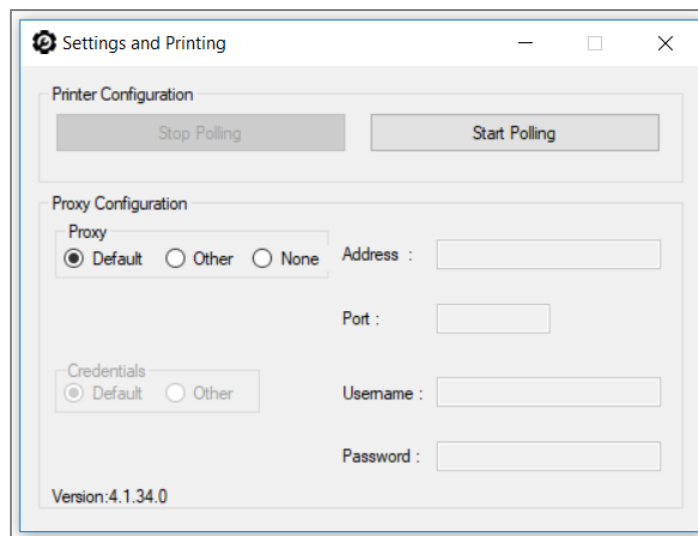 Settings and Printing
Printer Configuration
Stop Polling Start Polling
Proxy Configuration
Proxy
Default Other None Address :
Port :
Credentials
Default Other Username :
Password :
Version:4.1.34.0